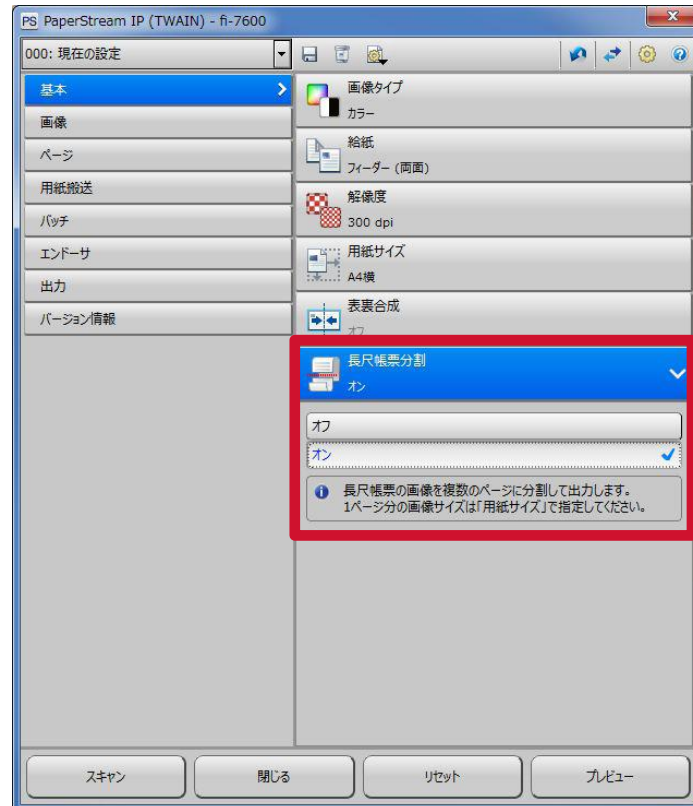 PS PaperStream IP (TWAIN) - fi-7600
000: 現在の設定
基本
画像
ページ
用紙搬送
バッチ
エンドーサ
出力
バージョン情報
画像タイプ
カラー
給紙
フィーダー (両面)
解像度
300 dpi
用紙サイズ
A4横
表裏合成
オフ
長尺帳票分割
オン
オフ
オン
長尺帳票の画像を複数のページに分割して出力します。
1ページ分の画像サイズは「用紙サイズ」で指定してください。
スキャン
閉じる
リセット
プレビュー